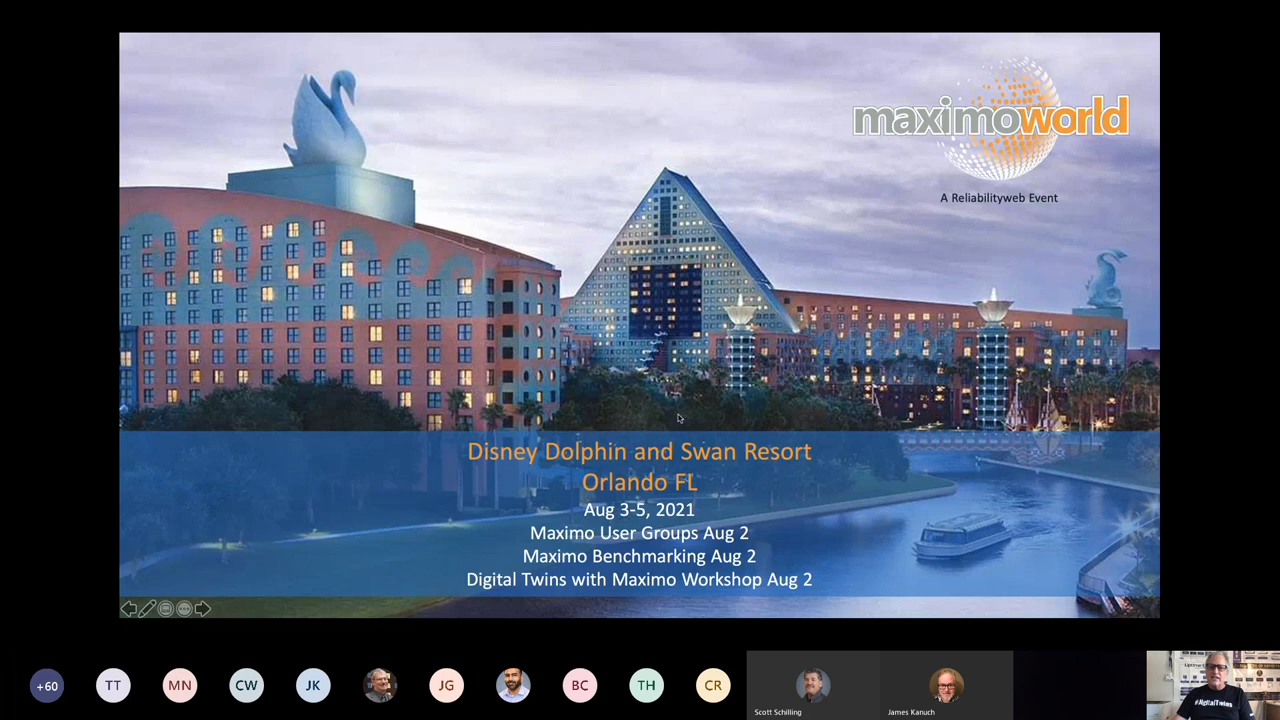 maximoworld
A Reliabilityweb Event
Disney Dolphin and Swan Resort
Orlando FL
Aug 3-5, 2021
Maximo User Groups Aug 2
Maximo Benchmarking Aug 2
Digital Twins with Maximo Workshop Aug 2
+60
TT
MN
CW
JK
JG
BC
TH
CR
Scott Schilling
James Kanuch
#digitaltwins